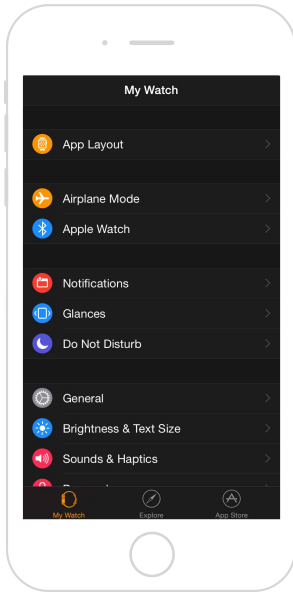 My Watch
App Layout
Airplane Mode
Apple Watch
Notifications
Glances
Do Not Disturb
General
Brightness & Text Size
Sounds & Haptics
My Watch
Explore
App Store